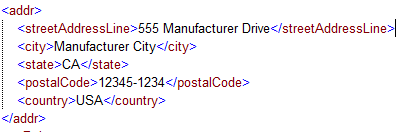 <addr>
<streetAddressLine>555 Manufacturer Drive</streetAddressLine>
<city>Manufacturer City</city>
<state>CA</state>
<postalCode>12345-1234</postalCode>
<country>USA</country>
</addr>